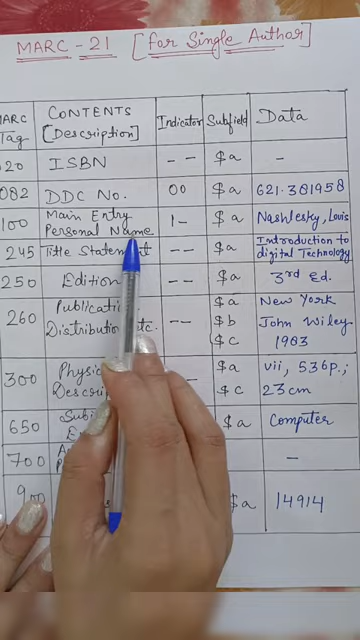 MARC - 21 [for Single Author]
MARC Tag | CONTENTS [Description] | Indicator | Subfield | Data
020 | ISBN | -- | $a | -
082 | DDC No. | 00 | $a | 621.381958
100 | Main Entry Personal Name | 1- | $a | Nashlesky, Louis
245 | Title Statement | -- | $a | Introduction to digital Technology
250 | Edition | -- | $a | 3rd Ed.
260 | Distribution | -- | $a | New York
$b | John Wiley
$c | 1983
300 | - | $a | vii, 536p.;
$c | 23cm
650 | $a | Computer
700 | -
900 | $a | 14914